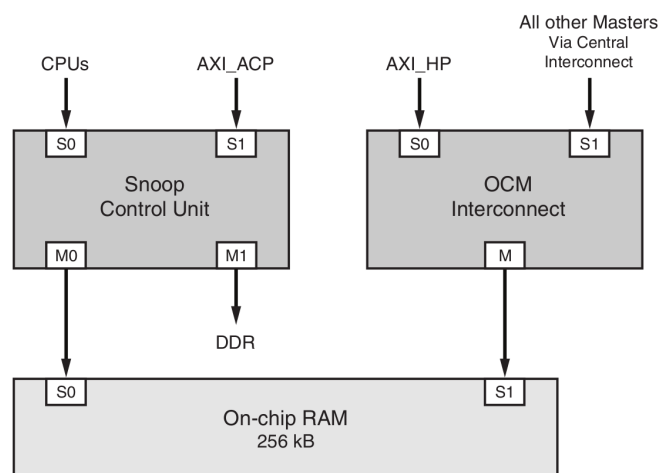 All other Masters
Via Central
Interconnect
CPUs
AXI_ACP
AXI_HP
S0
S1
S0
S1
Snoop
Control Unit
OCM
Interconnect
M0
M1
M
DDR
S0
S1
On-chip RAM
256 kB